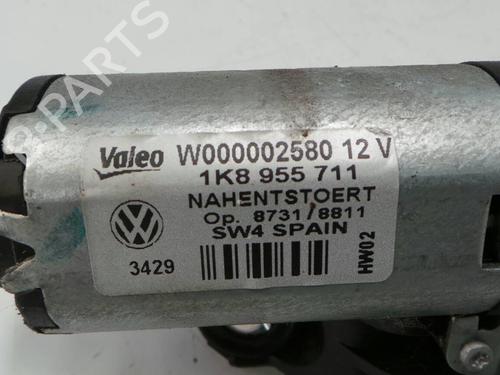 B-PARTS
Valeo W000002580 12 V
1K8 955 711
NAHENTSTOERT
Op. 8731/8811
SW4 SPAIN
3429
HW02